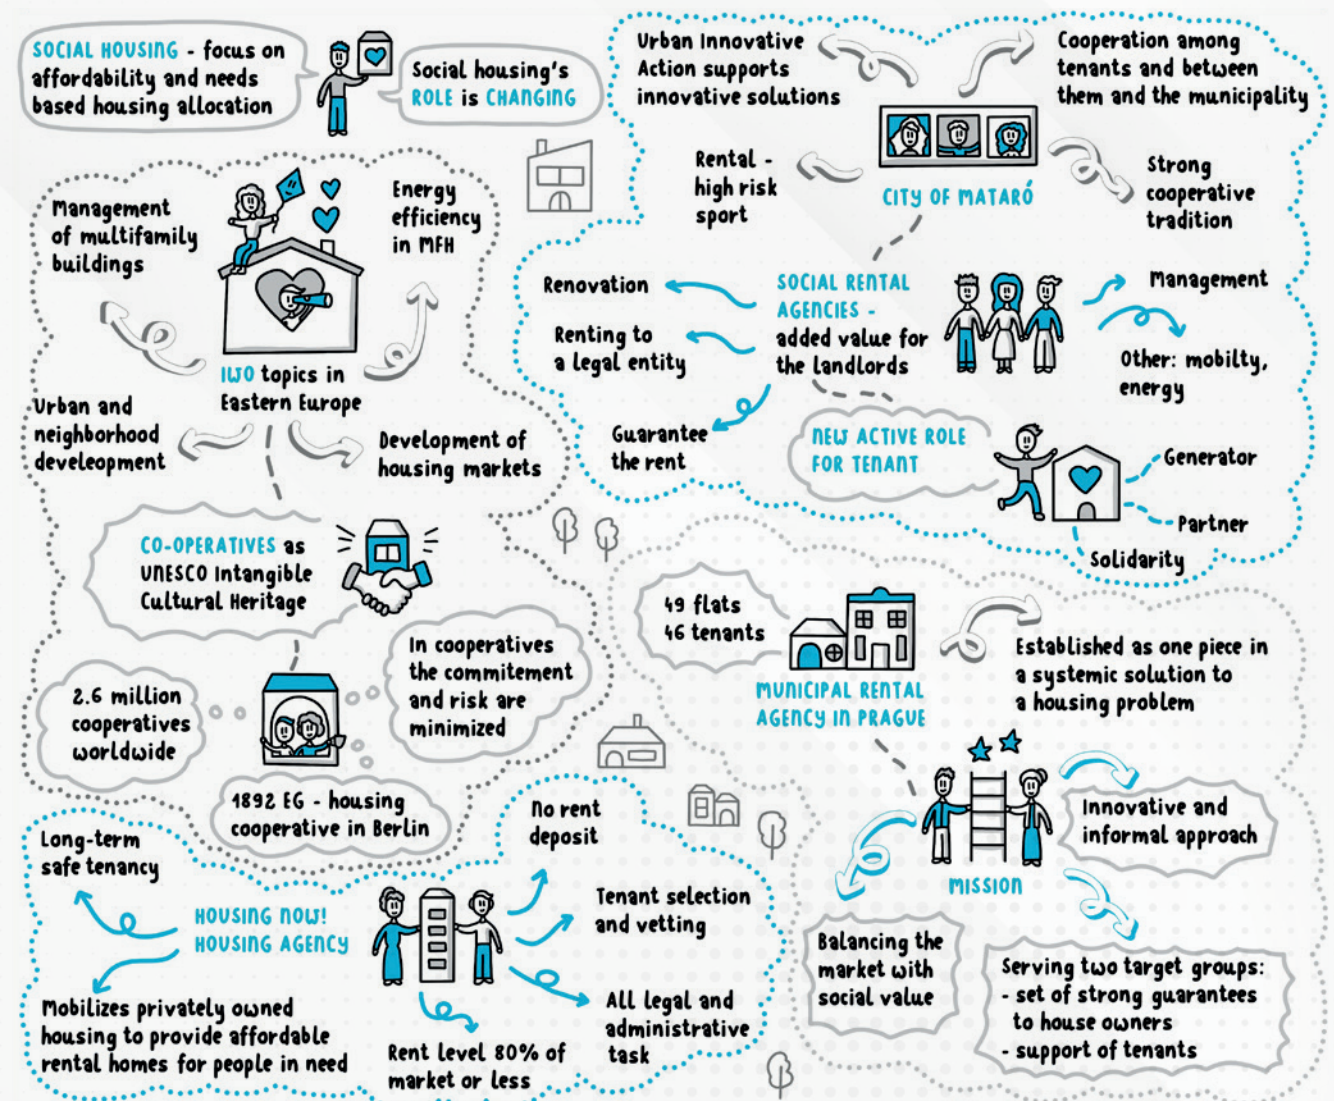 SOCIAL HOUSING - focus on
affordability and needs
based housing allocation
Social housing's
ROLE is CHANGING
Management
of multifamily
buildings
Energy
efficiency
in MFH
IWO topics in
Eastern Europe
Urban and
neighborhood
develeopment
Development of
housing markets
CO-OPERATIVES as
UNESCO Intangible
Cultural Heritage
2.6 million
cooperatives
worldwide
In cooperatives
the commitement
and risk are
minimized
1892 EG - housing
cooperative in Berlin
Urban Innovative
Action supports
innovative solutions
Cooperation among
tenants and between
them and the municipality
Rental -
high risk
sport
CITY OF MATARÓ
Strong
cooperative
tradition
Renovation
Renting to
a legal entity
Guarantee
the rent
SOCIAL RENTAL
AGENCIES -
added value for
the landlords
Management
Other: mobilty,
energy
NEW ACTIVE ROLE
FOR TENANT
Generator
Partner
Solidarity
49 flats
46 tenants
MUNICIPAL RENTAL
AGENCY IN PRAGUE
Established as one piece in
a systemic solution to
a housing problem
MISSION
Innovative and
informal approach
Balancing the
market with
social value
Serving two target groups:
- set of strong guarantees
to house owners
- support of tenants
Long-term
safe tenancy
HOUSING NOW!
HOUSING AGENCY
Mobilizes privately owned
housing to provide affordable
rental homes for people in need
No rent
deposit
Tenant selection
and vetting
All legal and
administrative
task
Rent level 80% of
market or less